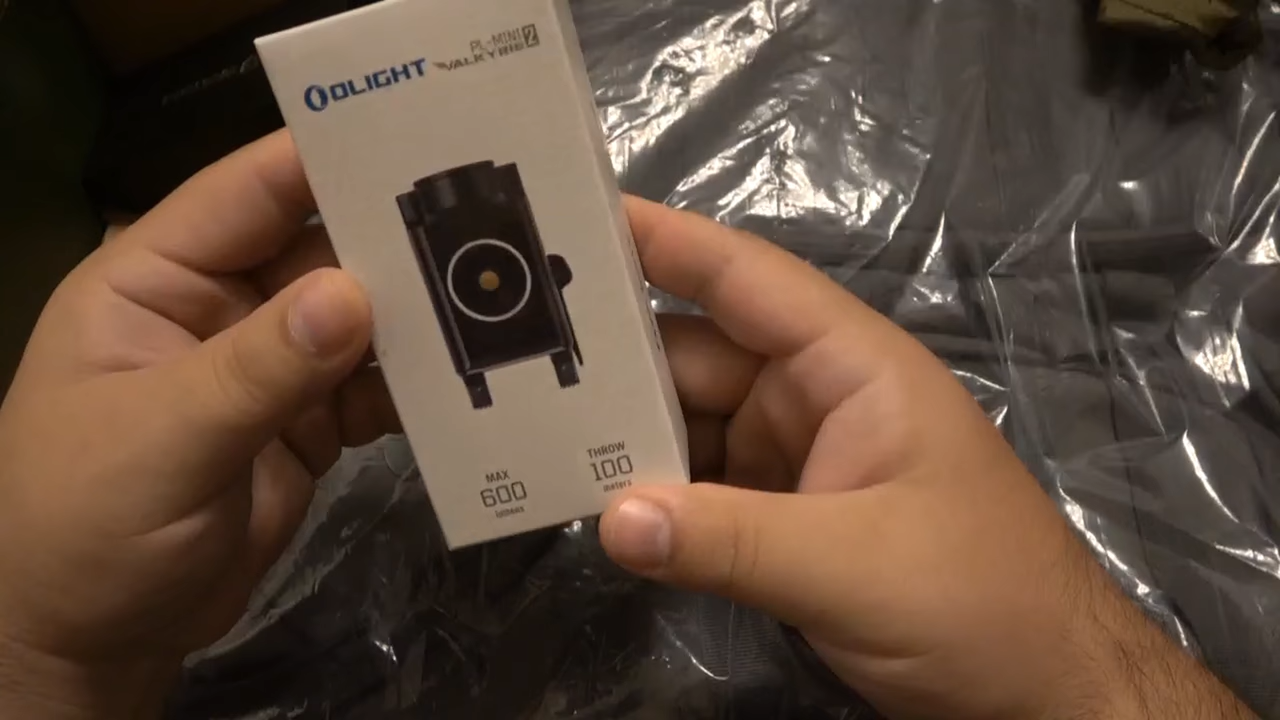 OLIGHT
PL-MINI 2
VALKYRIE
MAX
600
lumens
THROW
100
meters